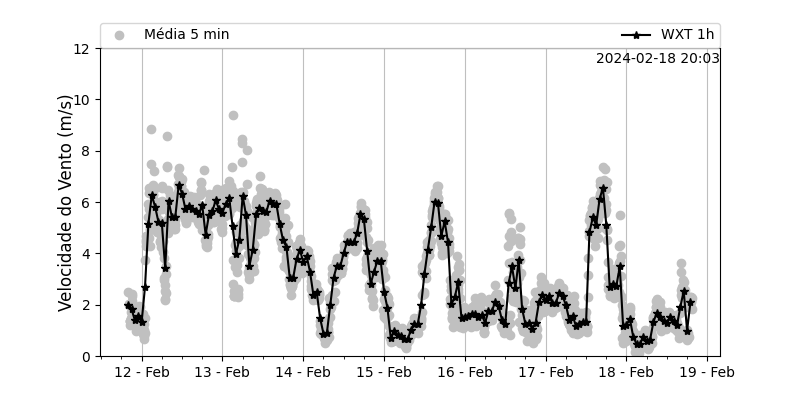 Média 5 min
WXT 1h
2024-02-18 20:03
Velocidade do Vento (m/s)
12
10
8
6
4
2
0
12 - Feb
13 - Feb
14 - Feb
15 - Feb
16 - Feb
17 - Feb
18 - Feb
19 - Feb